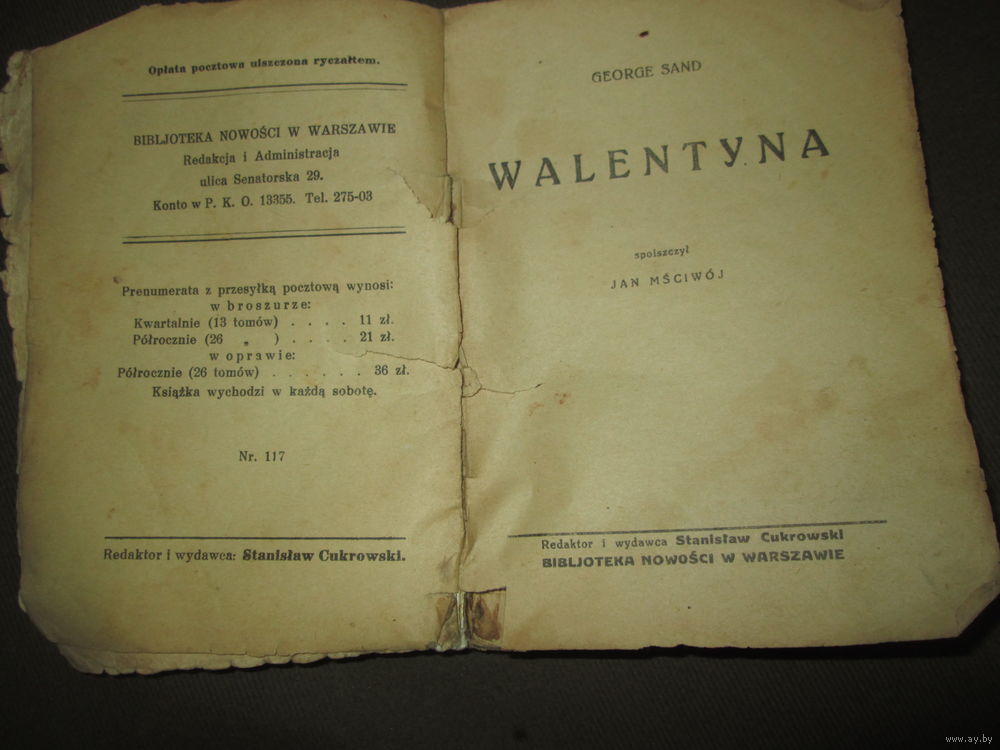 Opłata pocztowa uiszczona ryczałtem.
BIBLJOTEKA NOWOŚCI W WARSZAWIE
Redakcja i Administracja
ulica Senatorska 29.
Konto w P. K. O. 13355. Tel. 275-03
Prenumerata z przesyłką pocztową wynosi:
w broszurze:
Kwartalnie (13 tomów) . . . . 11 zł.
Półrocznie (26 „ ) . . . . 21 zł.
w oprawie:
Półrocznie (26 tomów) . . . . . . 36 zł.
Książka wychodzi w każdą sobotę.
Nr. 117
Redaktor i wydawca: Stanisław Cukrowski.
GEORGE SAND
WALENTYNA
spolszczył
JAN MŚCIWÓJ
Redaktor i wydawca Stanisław Cukrowski
BIBLJOTEKA NOWOŚCI W WARSZAWIE
www.ay.by